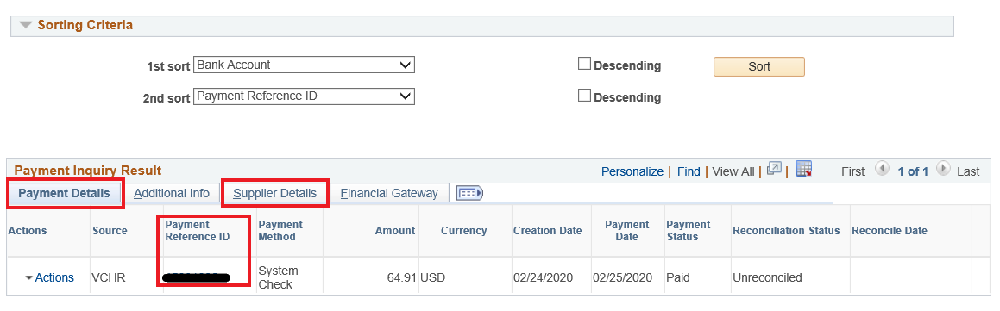 Sorting Criteria
1st sort Bank Account Descending Sort
2nd sort Payment Reference ID Descending
Payment Inquiry Result Personalize | Find | View All | | First 1 of 1 Last
Payment Details Additional Info Supplier Details Financial Gateway
Actions Source Payment Reference ID Payment Method Amount Currency Creation Date Payment Date Payment Status Reconciliation Status Reconcile Date
Actions VCHR System Check 64.91 USD 02/24/2020 02/25/2020 Paid Unreconciled